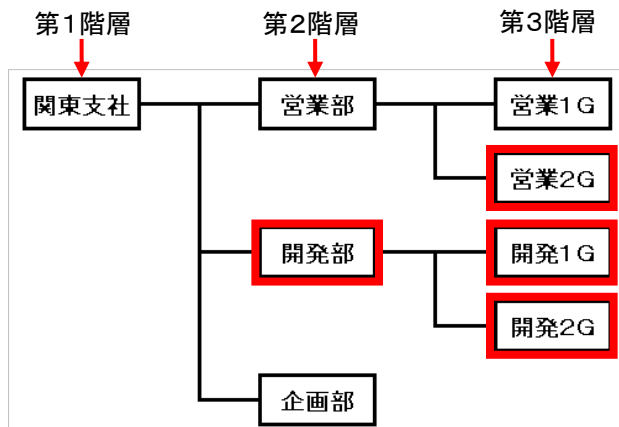 第1階層 第2階層 第3階層
関東支社 営業部 営業1G
営業2G
開発部 開発1G
開発2G
企画部